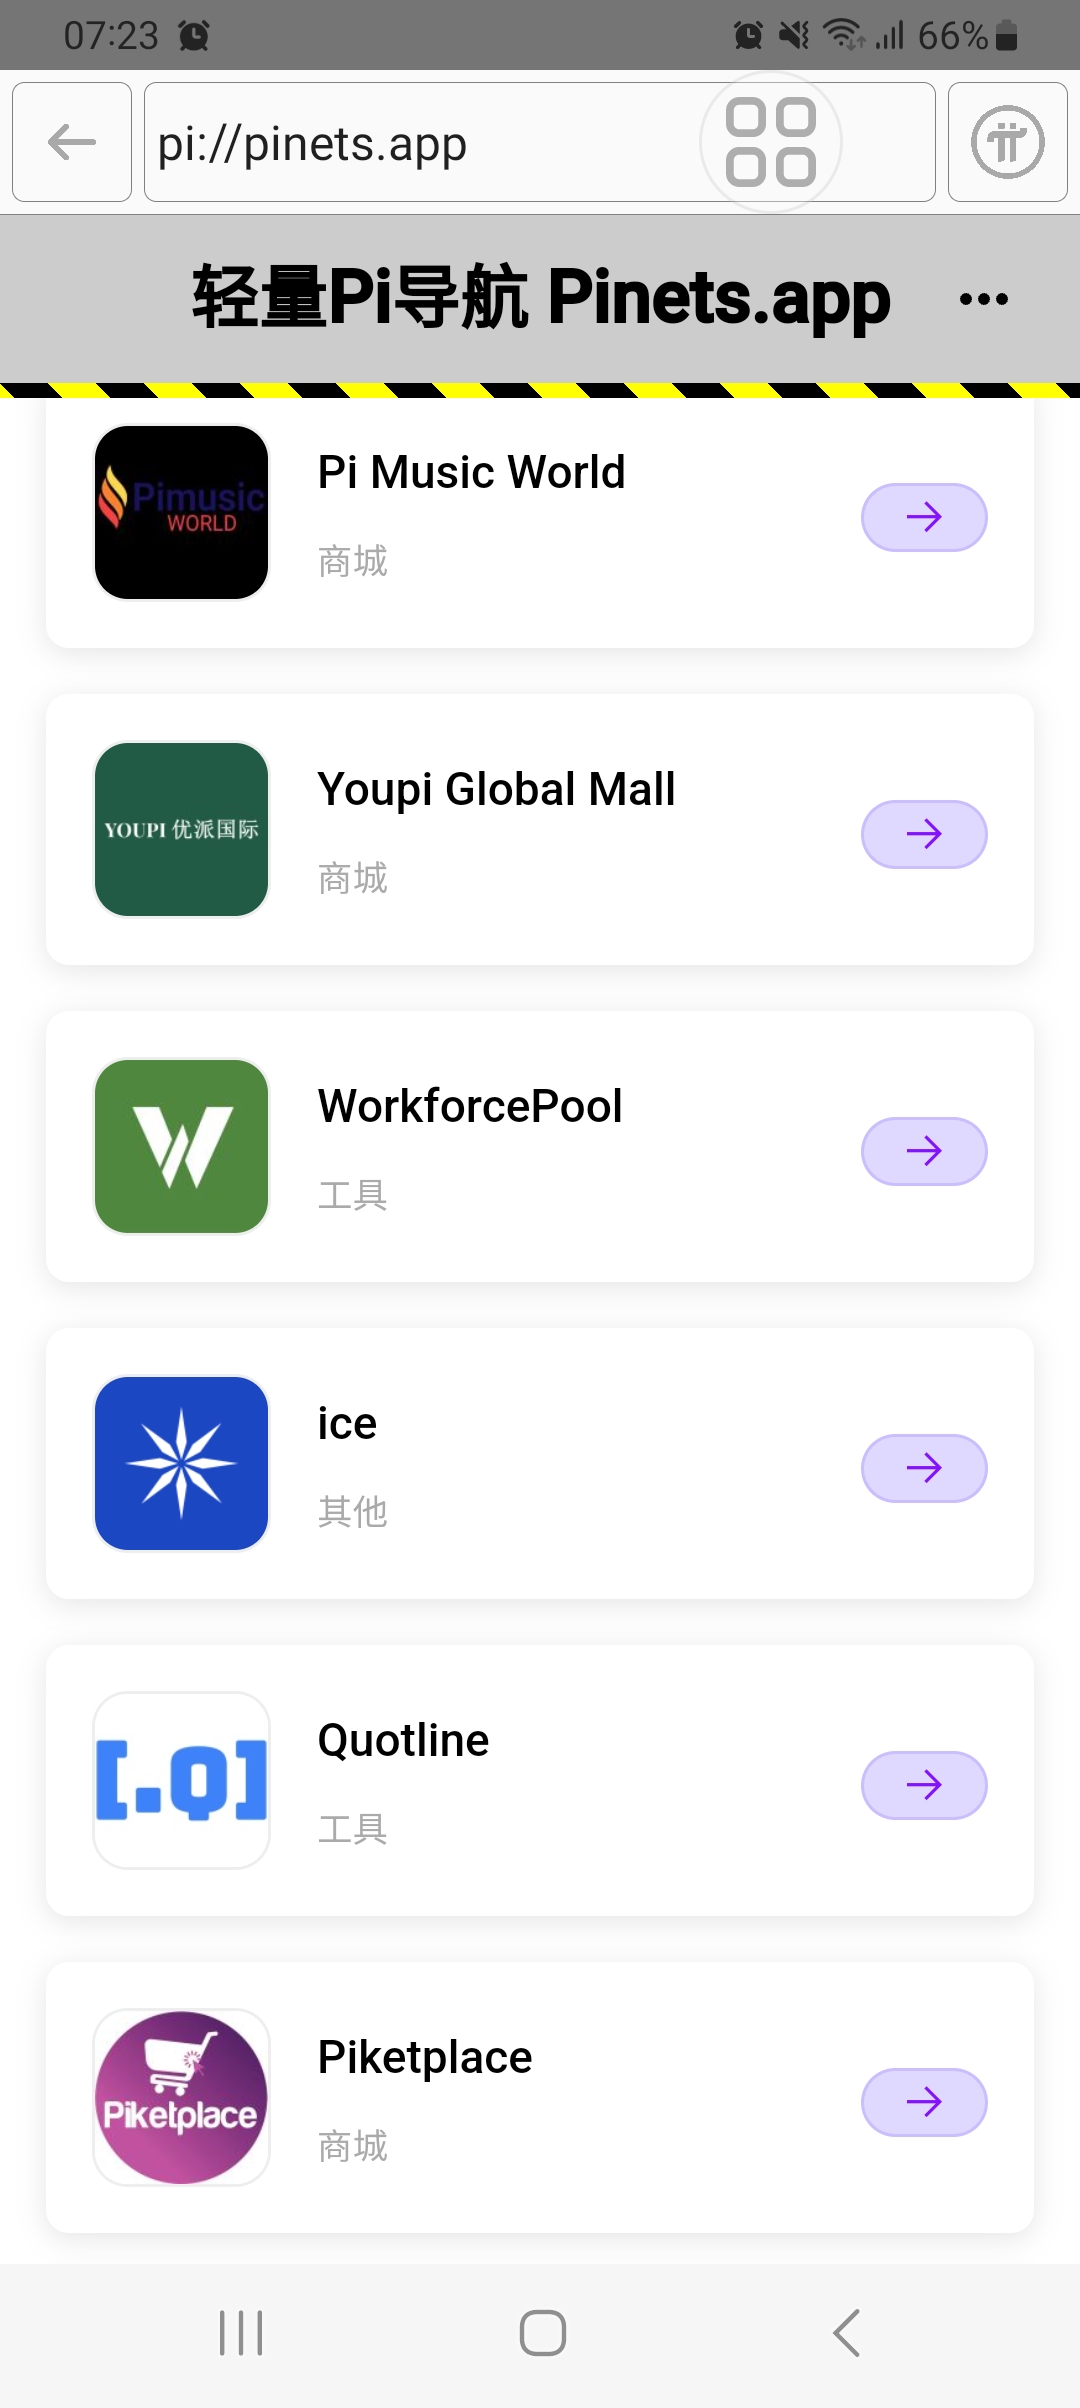 07:23
66%
pi://pinets.app
轻量Pi导航 Pinets.app
Pimusic
WORLD
Pi Music World
商城
YOUPI 优派国际
Youpi Global Mall
商城
WorkforcePool
工具
ice
其他
[.Q]
Quotline
工具
Piketplace
Piketplace
商城